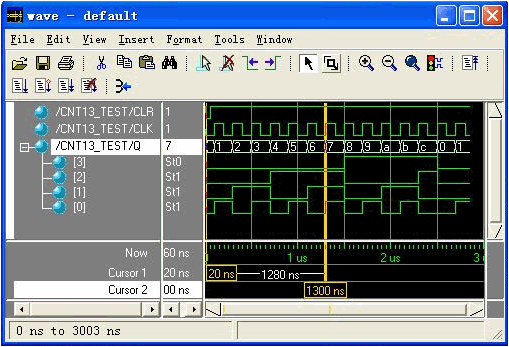 wave - default
File Edit View Insert Format Tools Window
/CNT13_TEST/CLR 1
/CNT13_TEST/CLK 1
/CNT13_TEST/Q 7 1 2 3 4 5 6 7 8 9 a b c 0 1
[3] St0
[2] St1
[1] St1
[0] St1
Now 60 ns 1 us 2 us 3
Cursor 1 20 ns 20 ns 1280 ns
Cursor 2 00 ns 1300 ns
0 ns to 3003 ns